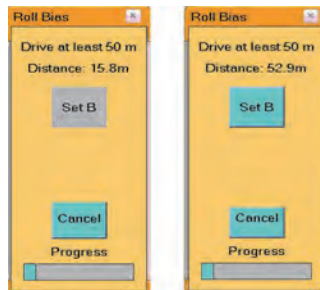 Roll Bias
Drive at least 50 m
Distance: 15.8m
Set B
Cancel
Progress
Roll Bias
Drive at least 50 m
Distance: 52.9m
Set B
Cancel
Progress